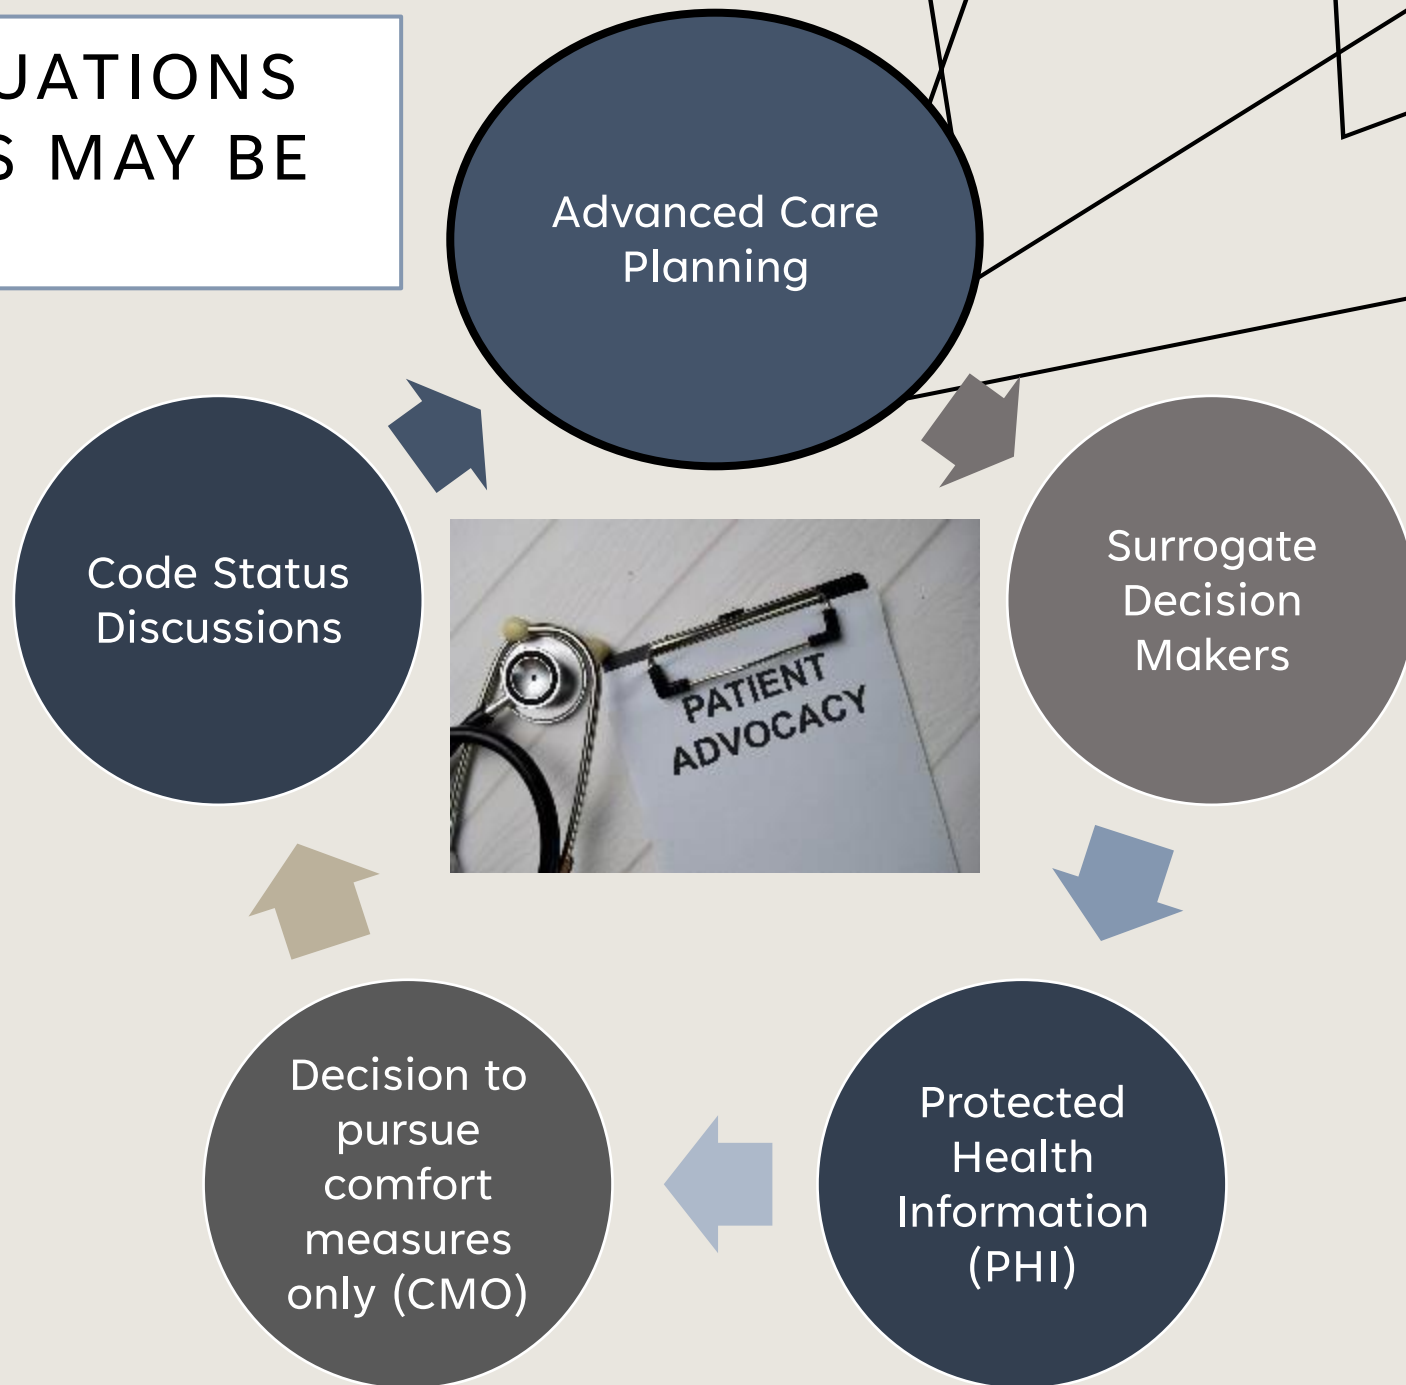 UATIONS
S MAY BE
Advanced Care
Planning
Surrogate
Decision
Makers
Protected
Health
Information
(PHI)
Decision to
pursue
comfort
measures
only (CMO)
Code Status
Discussions
PATIENT
ADVOCACY